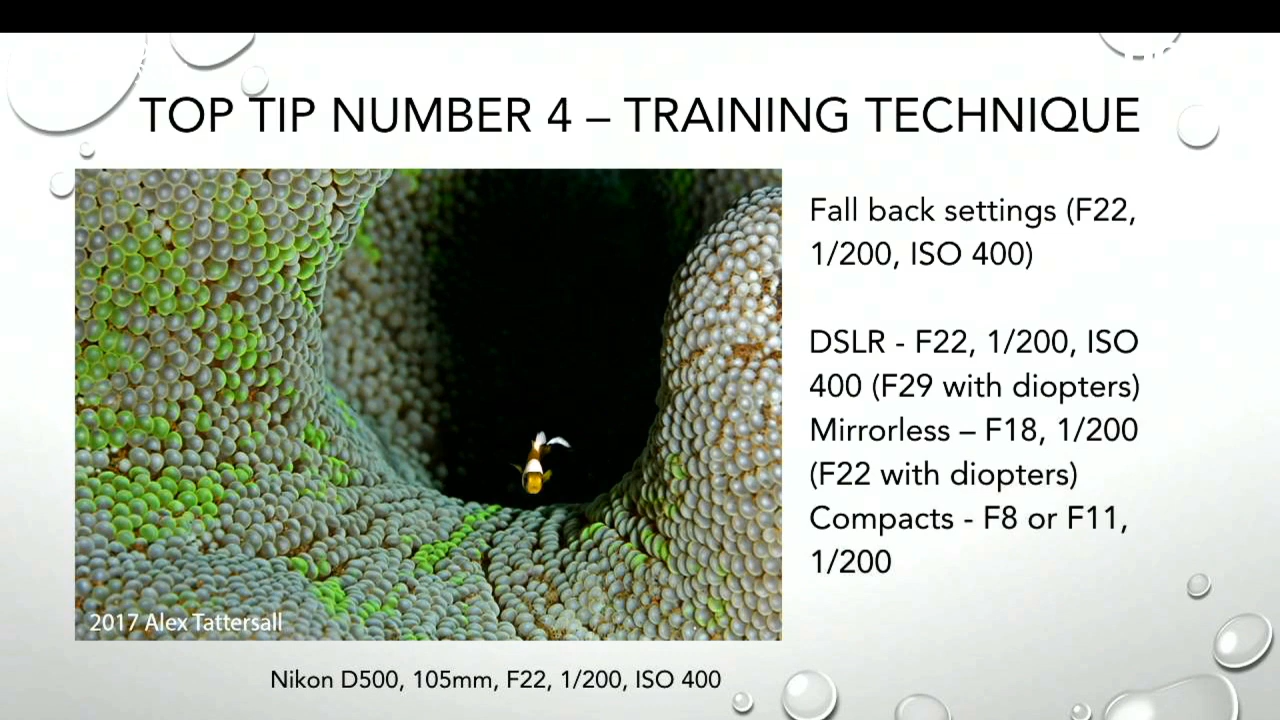 TOP TIP NUMBER 4 – TRAINING TECHNIQUE
Fall back settings (F22,
1/200, ISO 400)
DSLR - F22, 1/200, ISO
400 (F29 with diopters)
Mirrorless – F18, 1/200
(F22 with diopters)
Compacts - F8 or F11,
1/200
2017 Alex Tattersall
Nikon D500, 105mm, F22, 1/200, ISO 400